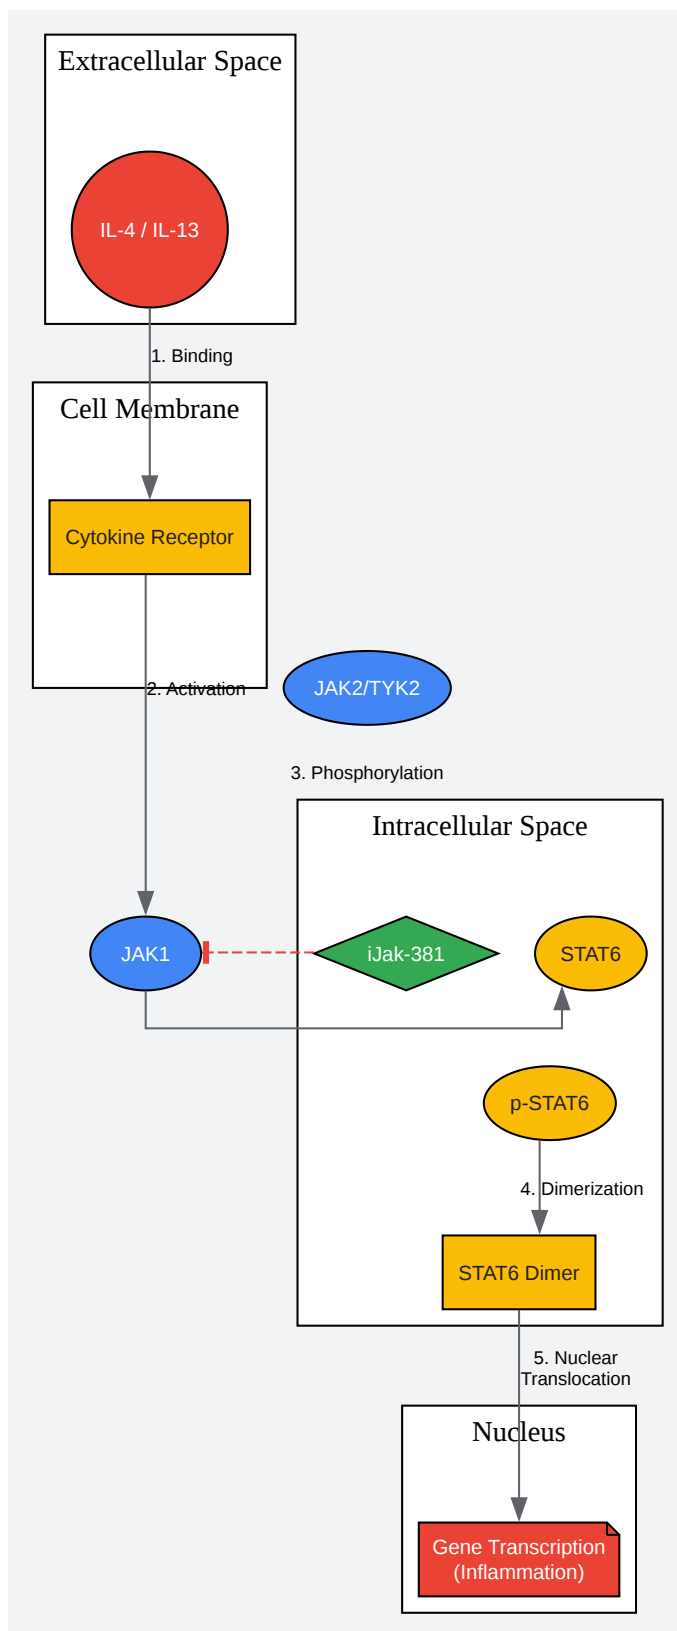 Extracellular Space
IL-4 / IL-13
1. Binding
Cell Membrane
Cytokine Receptor
2. Activation
JAK2/TYK2
3. Phosphorylation
Intracellular Space
JAK1
iJak-381
STAT6
p-STAT6
4. Dimerization
STAT6 Dimer
5. Nuclear
Translocation
Nucleus
Gene Transcription
(Inflammation)